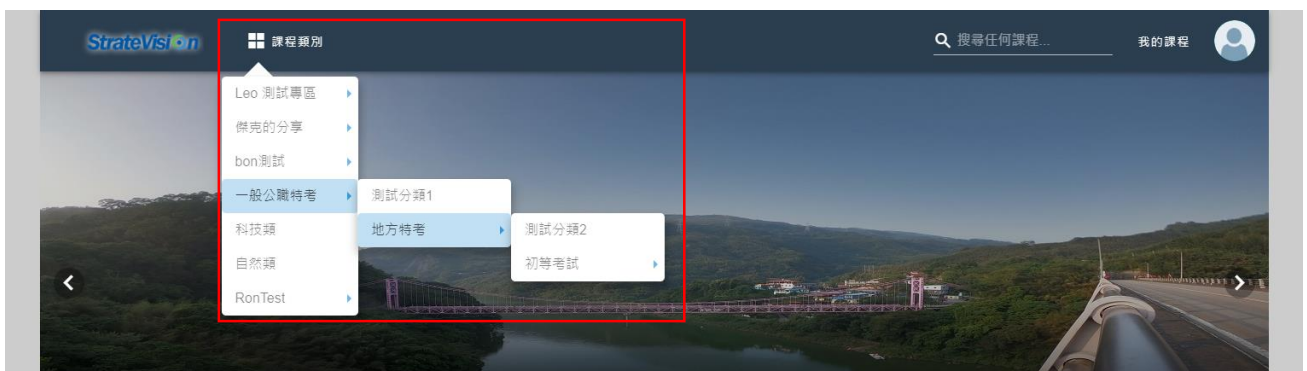 StrateVision 課程類別 搜尋任何課程... 我的課程
Leo 測試專區
傑克的分享
bon測試
一般公職特考 測試分類1
科技類 地方特考 測試分類2
自然類 初等考試
RonTest